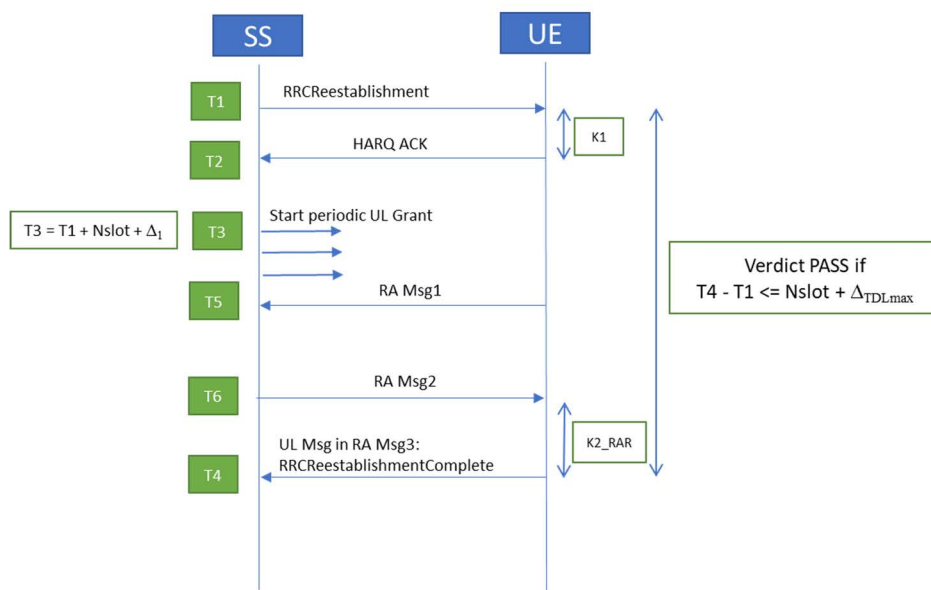 SS
UE
T1
RRCReestablishment
K1
T2
HARQ ACK
T3 = T1 + Nslot + Δ1
T3
Start periodic UL Grant
Verdict PASS if
T4 - T1 <= Nslot + ΔTDLmax
T5
RA Msg1
T6
RA Msg2
K2_RAR
UL Msg in RA Msg3:
RRCReestablishmentComplete
T4